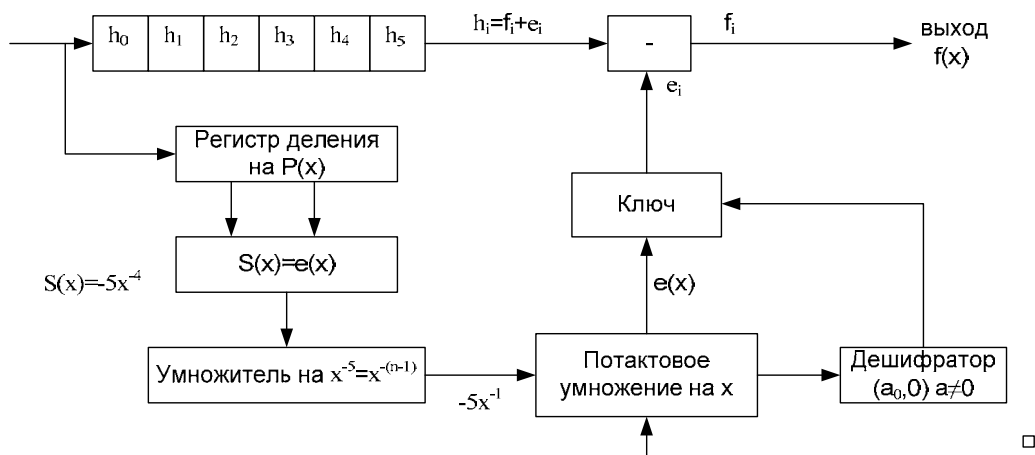 h₀ h₁ h₂ h₃ h₄ h₅
hᵢ=fᵢ+eᵢ
-
fᵢ
выход
f(x)
eᵢ
Регистр деления
на P(x)
Ключ
S(x)=e(x)
S(x)=-5x⁻⁴
e(x)
Умножитель на x⁻⁵=x⁻⁽ⁿ⁻¹⁾
-5x⁻¹
Потактовое
умножение на x
Дешифратор
(a₀,0) a≠0